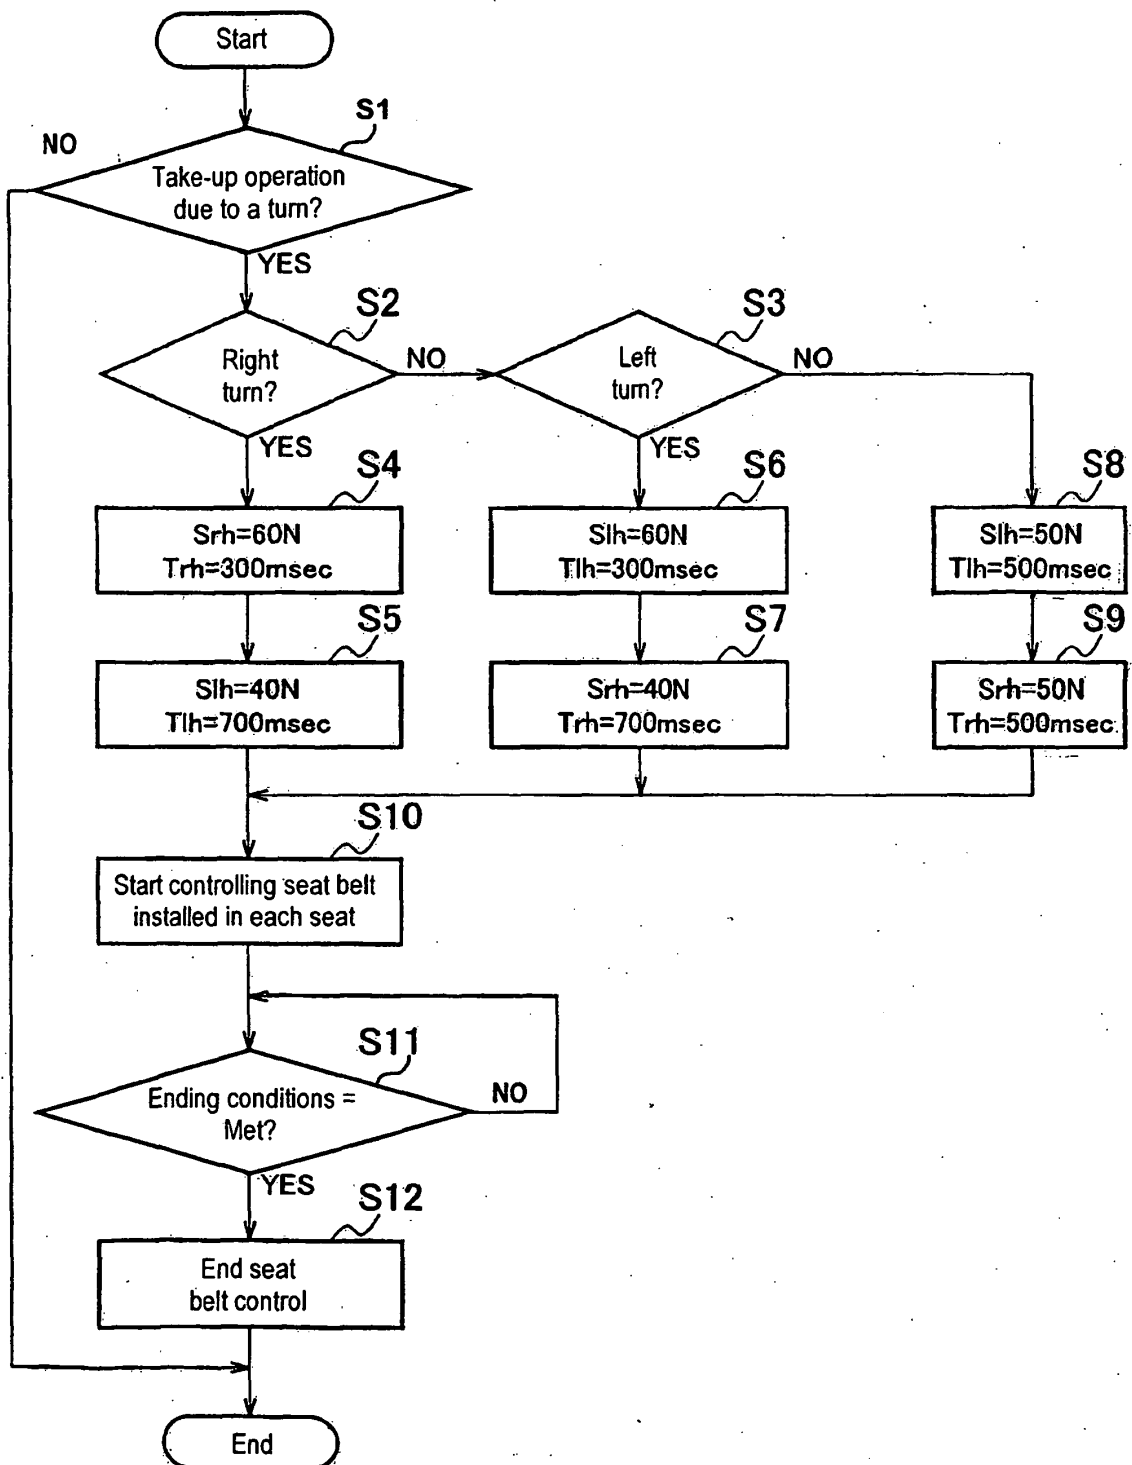 Start
S1
NO
Take-up operation
due to a turn?
YES
S2
Right
turn?
NO
S3
Left
turn?
NO
YES
YES
S4
Srh=60N
Trh=300msec
S6
Slh=60N
Tlh=300msec
S8
Slh=50N
Tlh=500msec
S5
Slh=40N
Tlh=700msec
S7
Srh=40N
Trh=700msec
S9
Srh=50N
Trh=500msec
S10
Start controlling seat belt
installed in each seat
S11
Ending conditions =
Met?
NO
YES
S12
End seat
belt control
End